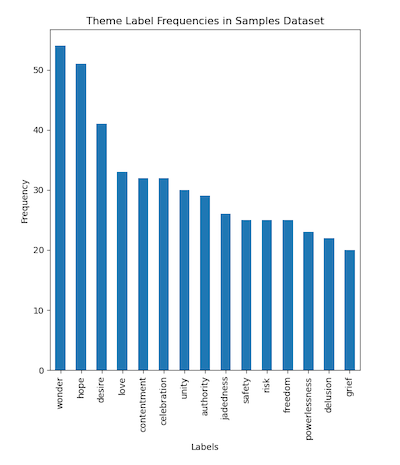 Theme Label Frequencies in Samples Dataset
50
40
30
20
10
0
Frequency
wonder
hope
desire
love
contentment
celebration
unity
authority
jadedness
safety
risk
freedom
powerlessness
delusion
grief
Labels